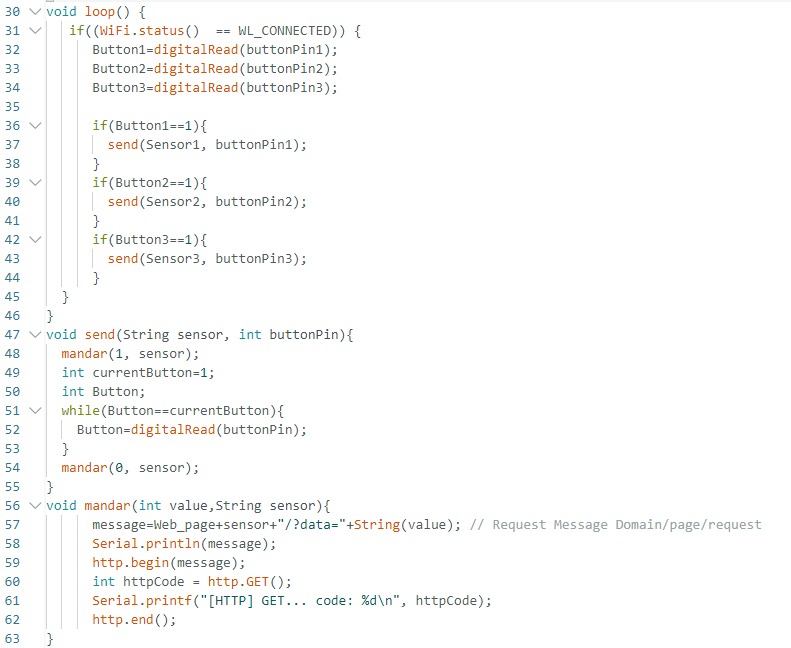 30 void loop() {
31 if((WiFi.status()  == WL_CONNECTED)) {
32 Button1=digitalRead(buttonPin1);
33 Button2=digitalRead(buttonPin2);
34 Button3=digitalRead(buttonPin3);
35
36 if(Button1==1){
37 send(Sensor1, buttonPin1);
38 }
39 if(Button2==1){
40 send(Sensor2, buttonPin2);
41 }
42 if(Button3==1){
43 send(Sensor3, buttonPin3);
44 }
45 }
46 }
47 void send(String sensor, int buttonPin){
48 mandar(1, sensor);
49 int currentButton=1;
50 int Button;
51 while(Button==currentButton){
52 Button=digitalRead(buttonPin);
53 }
54 mandar(0, sensor);
55 }
56 void mandar(int value,String sensor){
57 message=Web_page+sensor+"/?data="+String(value); // Request Message Domain/page/request
58 Serial.println(message);
59 http.begin(message);
60 int httpCode = http.GET();
61 Serial.printf("[HTTP] GET... code: %d\n", httpCode);
62 http.end();
63 }